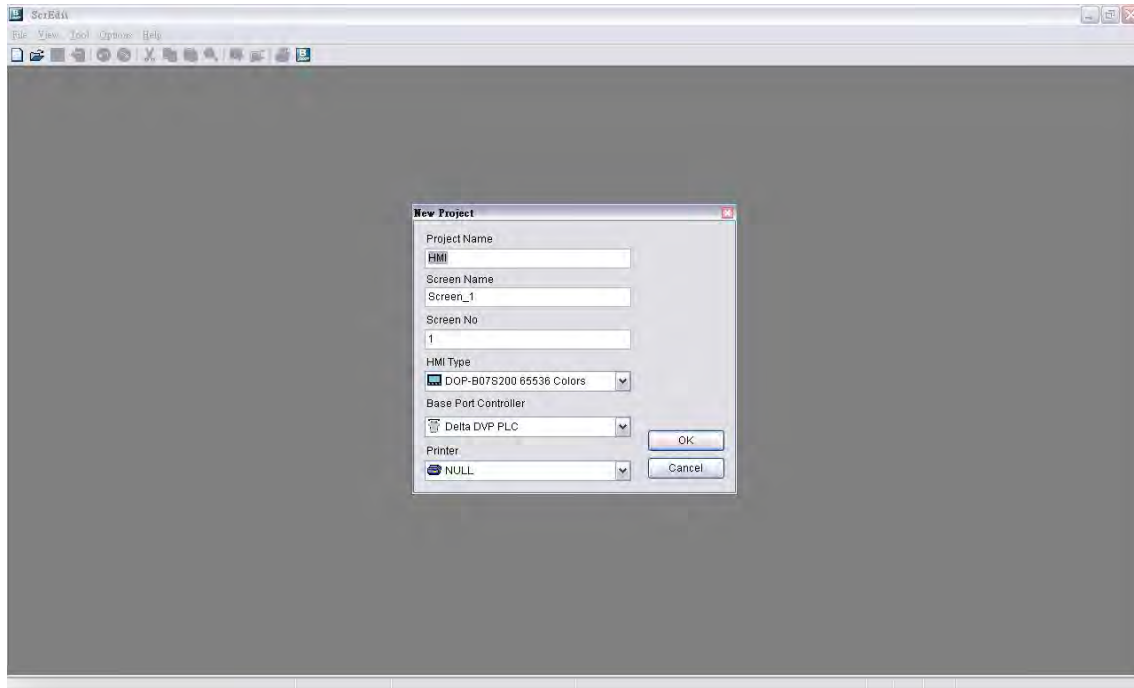 ScrEdit
File View Tool Options Help
New Project
Project Name
HMI
Screen Name
Screen_1
Screen No
1
HMI Type
DOP-B07S200 65536 Colors
Base Port Controller
Delta DVP PLC
Printer
NULL
OK
Cancel